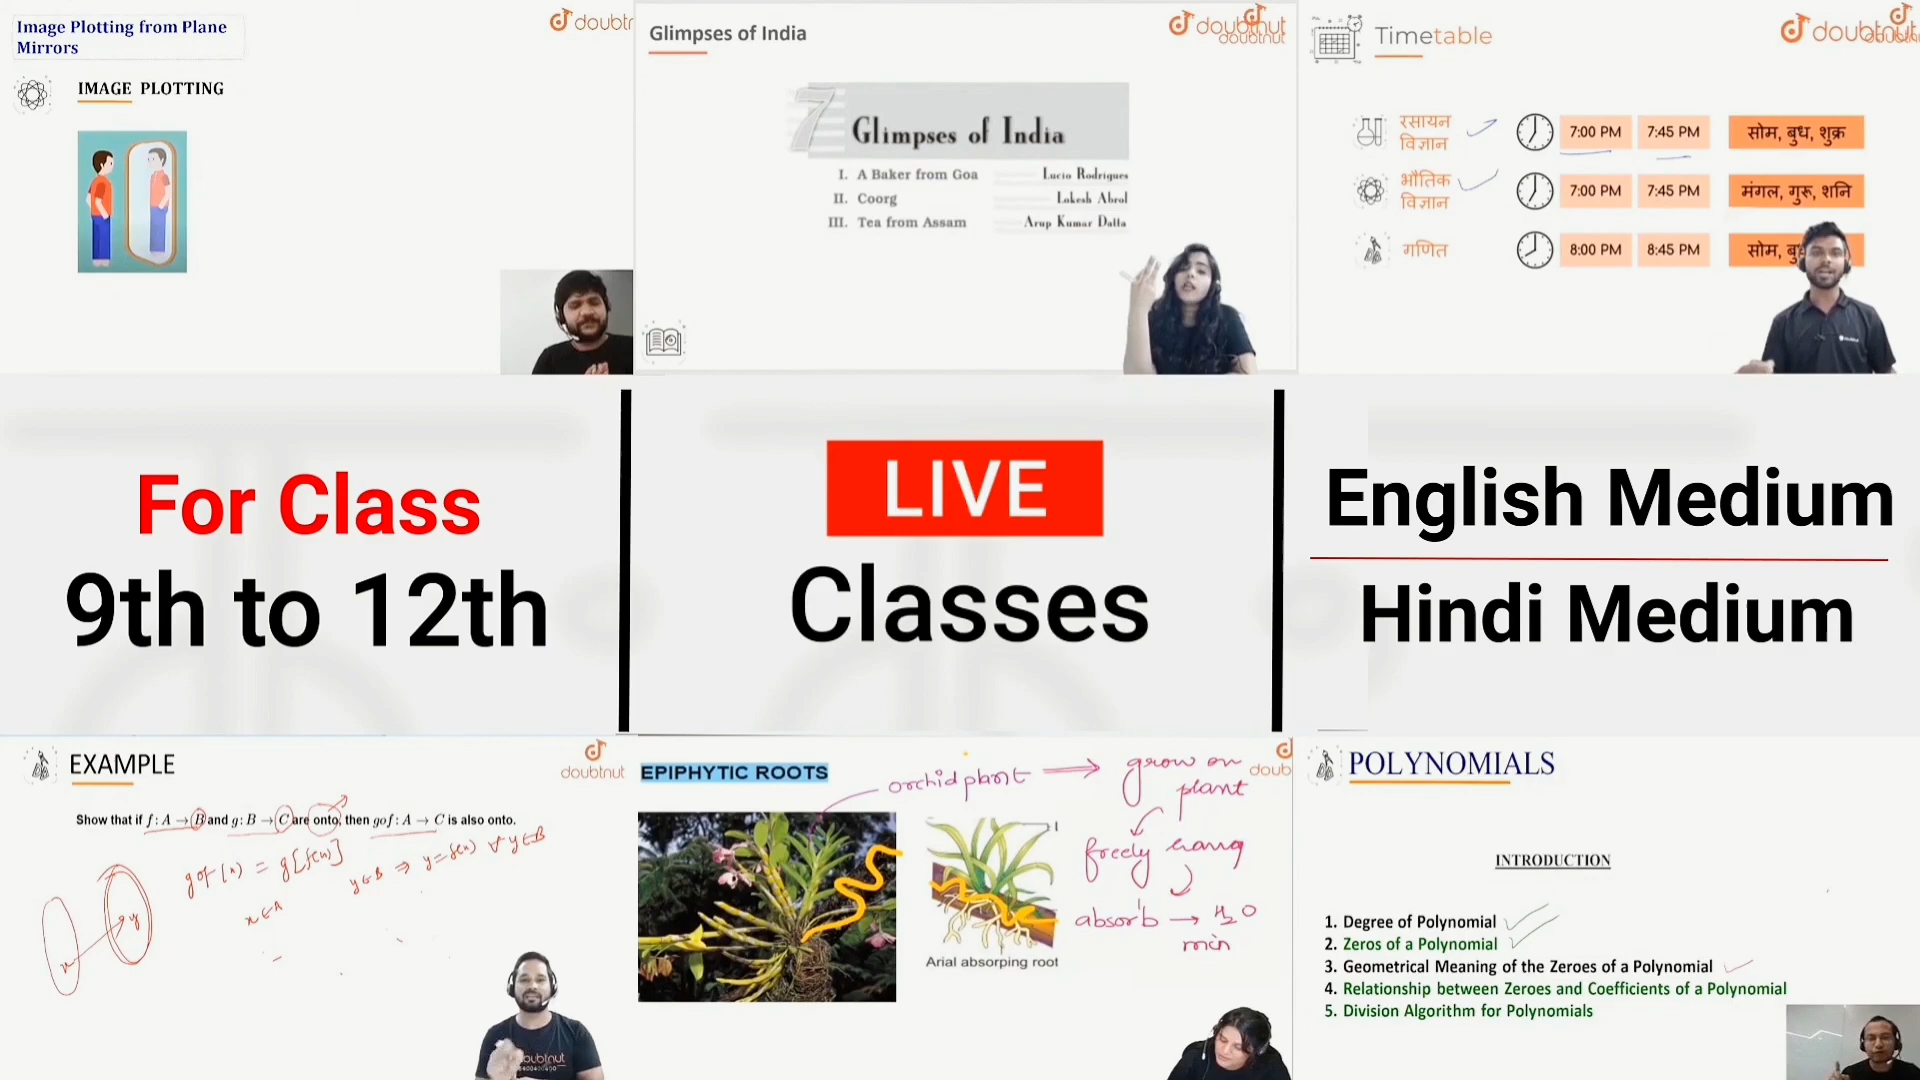 Image Plotting from Plane
Mirrors
IMAGE PLOTTING
doubtr
Glimpses of India
doubtnut
doubtnut
7
Glimpses of India
I. A Baker from Goa Lucio Rodrigues
II. Coorg Lokesh Abrol
III. Tea from Assam Arup Kumar Datta
Timetable
doubtnut
रसायन
विज्ञान
7:00 PM 7:45 PM सोम, बुध, शुक्र
भौतिक
विज्ञान
7:00 PM 7:45 PM मंगल, गुरू, शनि
गणित 8:00 PM 8:45 PM सोम,
For Class
9th to 12th
LIVE
Classes
English Medium
Hindi Medium
EXAMPLE
doubtnut
Show that if f : A → B and g : B → C are onto, then gof : A → C is also onto.
gof(x) = g[f(x)]
y∈B ⇒ y=f(x) ∀ y∈B
x∈A
x
y
doubtnut
EPIPHYTIC ROOTS
doub
orchid plant ⇒ grow on
plant
freely hang
absorb → H2O
Arial absorping root
POLYNOMIALS
INTRODUCTION
1. Degree of Polynomial
2. Zeros of a Polynomial
3. Geometrical Meaning of the Zeroes of a Polynomial
4. Relationship between Zeroes and Coefficients of a Polynomial
5. Division Algorithm for Polynomials